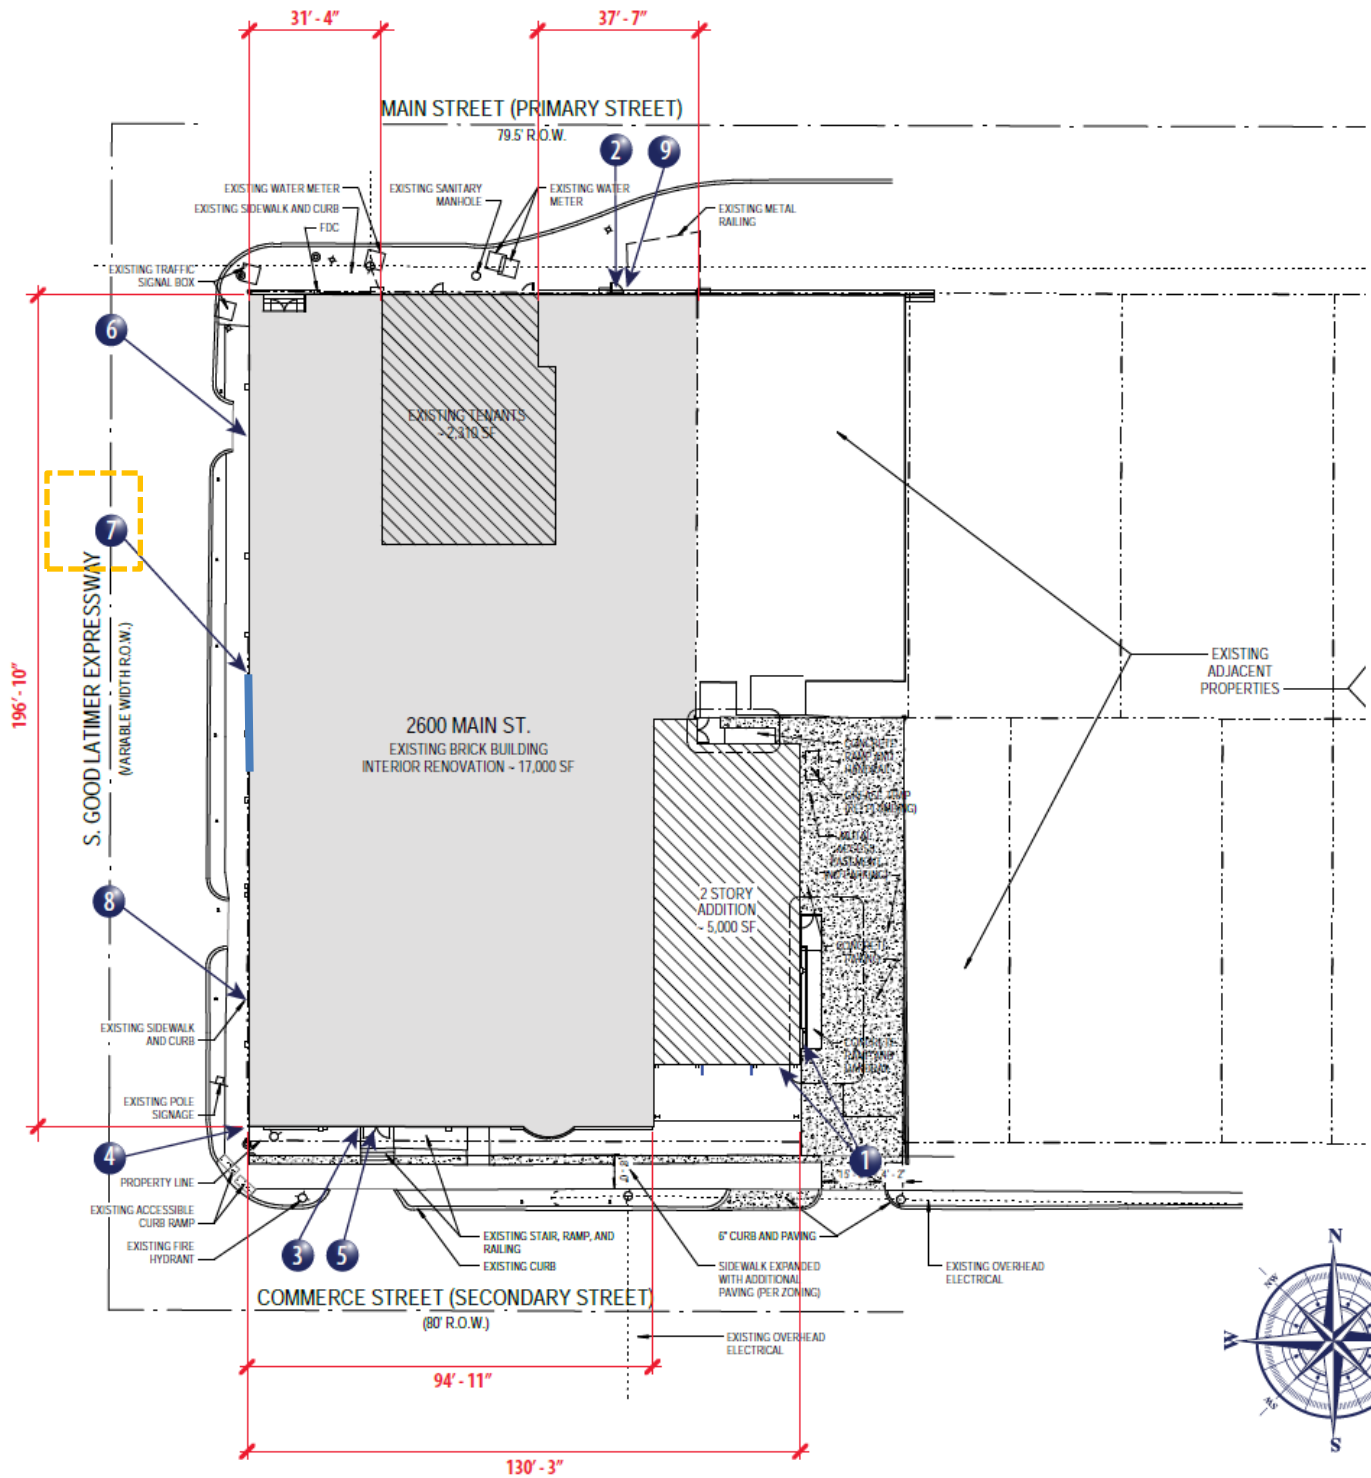 31' - 4"
37' - 7"
MAIN STREET (PRIMARY STREET)
79.5' R.O.W.
2
9
EXISTING WATER METER
EXISTING SIDEWALK AND CURB
FDC
EXISTING SANITARY
MANHOLE
EXISTING WATER
METER
EXISTING METAL
RAILING
EXISTING TRAFFIC
SIGNAL BOX
6
EXISTING TENANTS
~ 2,310 SF
7
S. GOOD LATIMER EXPRESSWAY
(VARIABLE WIDTH R.O.W.)
196' - 10"
EXISTING
ADJACENT
PROPERTIES
2600 MAIN ST.
EXISTING BRICK BUILDING
INTERIOR RENOVATION ~ 17,000 SF
CONCRETE
RAMP AND
2 STORY
ADDITION
~ 5,000 SF
8
EXISTING SIDEWALK
AND CURB
EXISTING POLE
SIGNAGE
4
PROPERTY LINE
EXISTING ACCESSIBLE
CURB RAMP
EXISTING FIRE
HYDRANT
3
5
1
EXISTING STAIR, RAMP, AND
RAILING
EXISTING CURB
6" CURB AND PAVING
SIDEWALK EXPANDED
WITH ADDITIONAL
PAVING (PER ZONING)
EXISTING OVERHEAD
ELECTRICAL
COMMERCE STREET (SECONDARY STREET)
(80' R.O.W.)
EXISTING OVERHEAD
ELECTRICAL
94' - 11"
130' - 3"
N
NW
W
SW
S